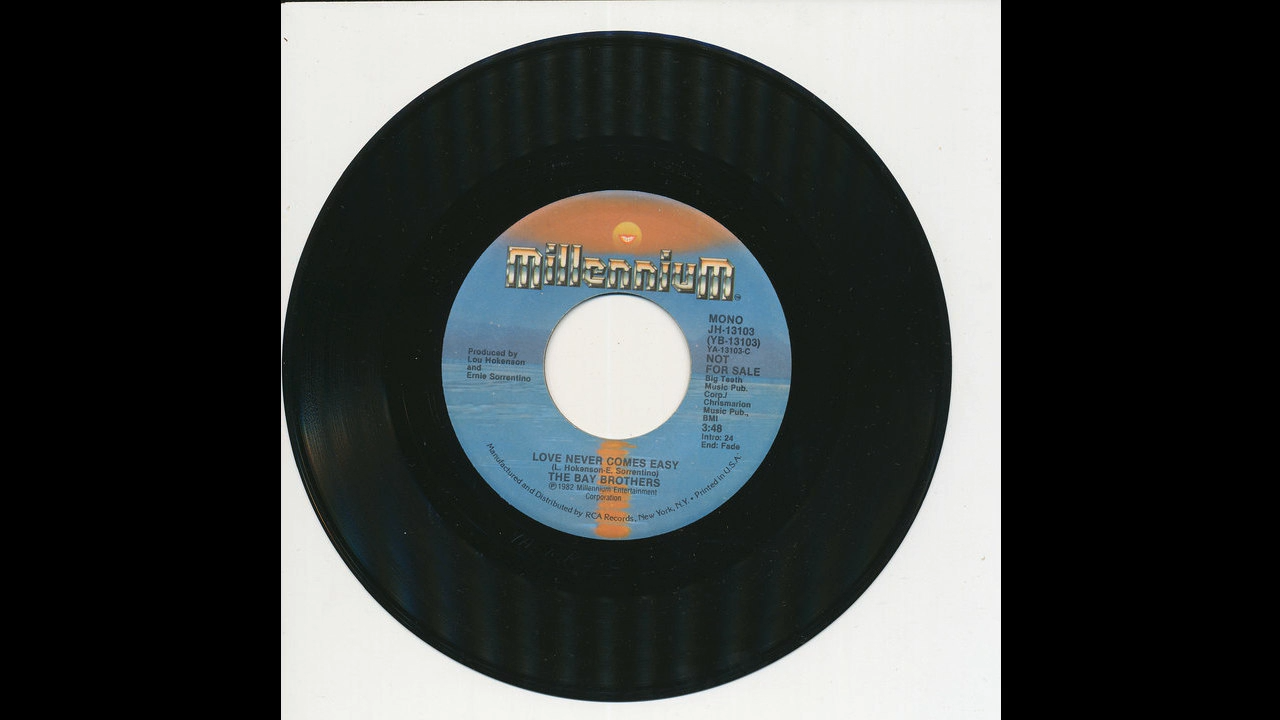 millennium
TM
MONO
JH-13103
(YB-13103)
YA-13103-C
NOT
FOR SALE
Big Teeth
Music Pub.
Corp./
Chrismarion
Music Pub.,
BMI
3:48
Intro: 24
End: Fade
Produced by
Lou Hokenson
and
Ernie Sorrentino
LOVE NEVER COMES EASY
(L. Hokenson-E. Sorrentino)
THE BAY BROTHERS
℗1982 Millennium Entertainment
Corporation
Manufactured and Distributed by RCA Records, New York, N.Y. • Printed in U.S.A.